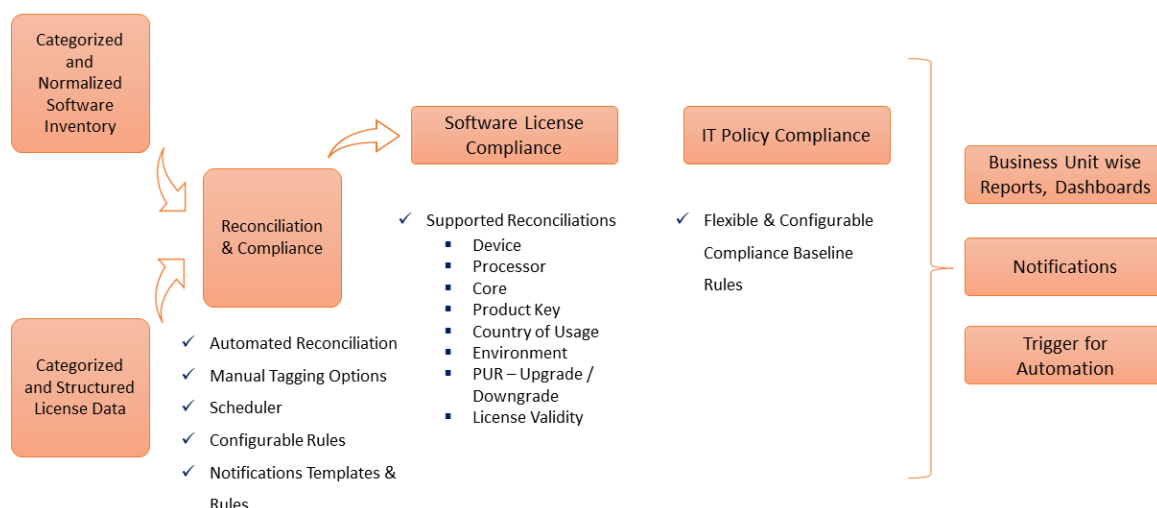 Categorized
and
Normalized
Software
Inventory
Categorized
and Structured
License Data
Reconciliation
& Compliance
✓ Automated Reconciliation
✓ Manual Tagging Options
✓ Scheduler
✓ Configurable Rules
✓ Notifications Templates &
Rules
Software License
Compliance
✓ Supported Reconciliations
▪ Device
▪ Processor
▪ Core
▪ Product Key
▪ Country of Usage
▪ Environment
▪ PUR – Upgrade /
Downgrade
▪ License Validity
IT Policy Compliance
✓ Flexible & Configurable
Compliance Baseline
Rules
Business Unit wise
Reports, Dashboards
Notifications
Trigger for
Automation